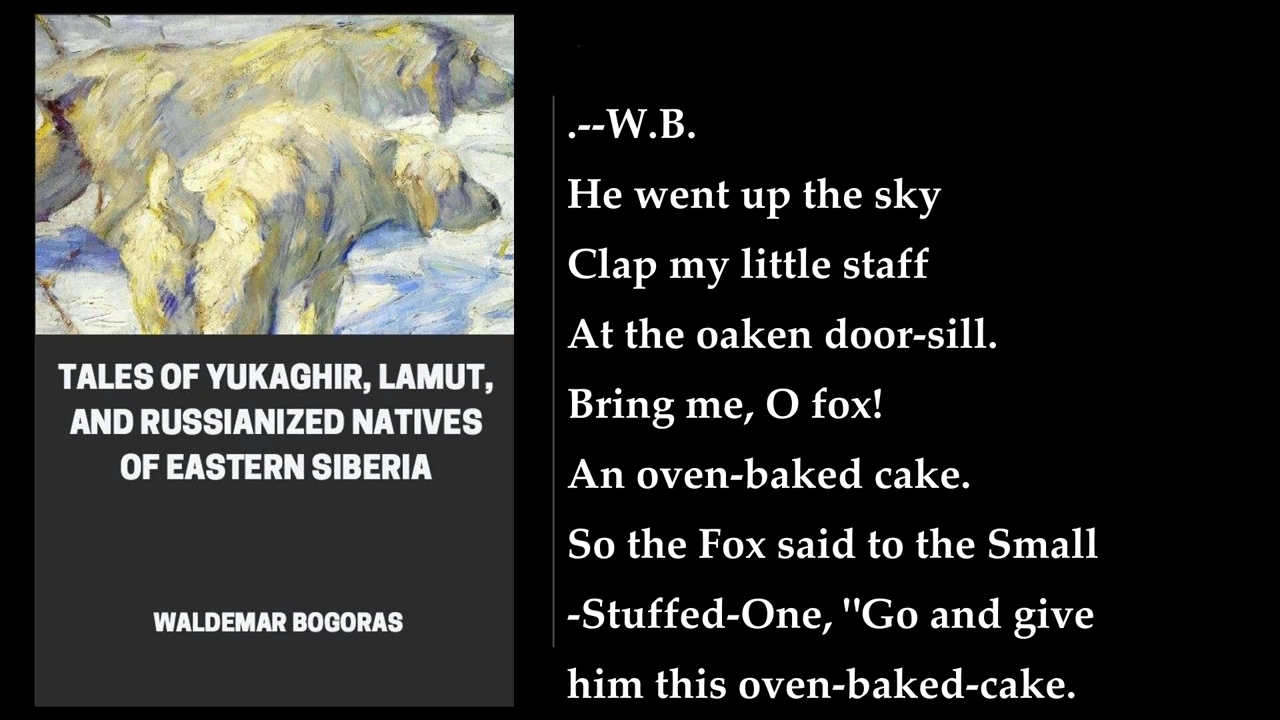 TALES OF YUKAGHIR, LAMUT,
AND RUSSIANIZED NATIVES
OF EASTERN SIBERIA
WALDEMAR BOGORAS
.--W.B.
He went up the sky
Clap my little staff
At the oaken door-sill.
Bring me, O fox!
An oven-baked cake.
So the Fox said to the Small
-Stuffed-One, "Go and give
him this oven-baked-cake.